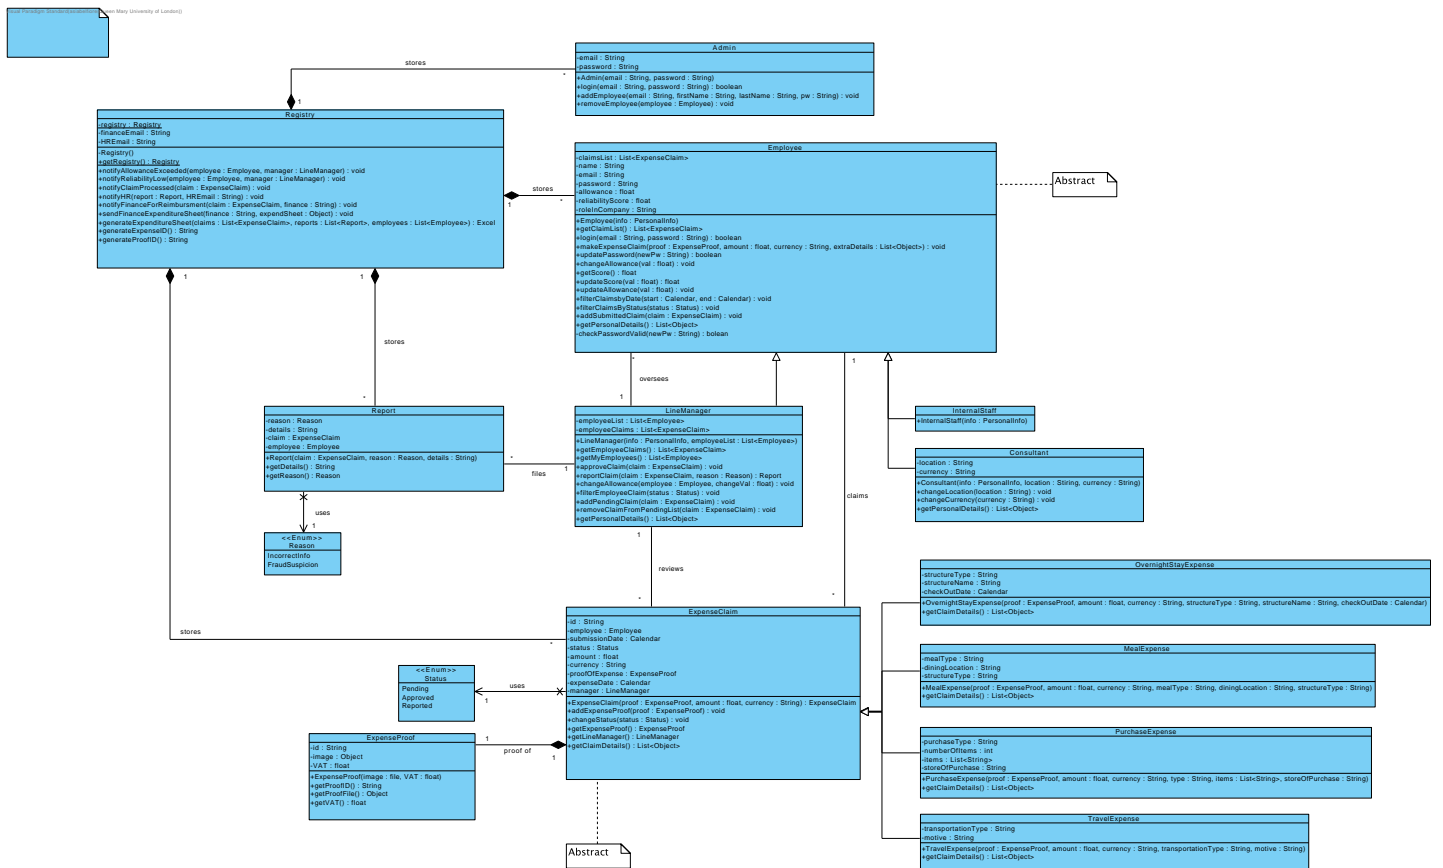 Visual Paradigm Standard(saralonfiona(Queen Mary University of London))
Admin
-email : String
-password : String
+Admin(email : String, password : String)
+login(email : String, password : String) : boolean
+addEmployee(email : String, firstName : String, lastName : String, pw : String) : void
+removeEmployee(employee : Employee) : void
stores
*
1
Registry
-registry : Registry
-financeEmail : String
-HREmail : String
-Registry()
+getRegistry() : Registry
+notifyAllowanceExceeded(employee : Employee, manager : LineManager) : void
+notifyReliabilityLow(employee : Employee, manager : LineManager) : void
+notifyClaimProcessed(claim : ExpenseClaim) : void
+notifyHR(report : Report, HREmail : String) : void
+notifyFinanceForReimbursment(claim : ExpenseClaim, finance : String) : void
+sendFinanceExpenditureSheet(finance : String, expendSheet : Object) : void
+generateExpenditureSheet(claims : List<ExpenseClaim>, reports : List<Report>, employees : List<Employee>) : Excel
+generateExpenseID() : String
+generateProofID() : String
stores
1
*
Employee
-claimsList : List<ExpenseClaim>
-name : String
-email : String
-password : String
-allowance : float
-reliabilityScore : float
-roleInCompany : String
+Employee(info : PersonalInfo)
+getClaimList() : List<ExpenseClaim>
+login(email : String, password : String) : boolean
+makeExpenseClaim(proof : ExpenseProof, amount : float, currency : String, extraDetails : List<Object>) : void
+updatePassword(newPw : String) : boolean
+changeAllowance(val : float) : void
+getScore() : float
+updateScore(val : float) : float
+updateAllowance(val : float) : void
+filterClaimsbyDate(start : Calendar, end : Calendar) : void
+filterClaimsByStatus(status : Status) : void
+addSubmittedClaim(claim : ExpenseClaim) : void
+getPersonalDetails() : List<Object>
-checkPasswordValid(newPw : String) : bolean
Abstract
1
1
stores
*
*
oversees
1
1
claims
*
Report
-reason : Reason
-details : String
-claim : ExpenseClaim
-employee : Employee
+Report(claim : ExpenseClaim, reason : Reason, details : String)
+getDetails() : String
+getReason() : Reason
*
files
1
LineManager
-employeeList : List<Employee>
-employeeClaims : List<ExpenseClaim>
+LineManager(info : PersonalInfo, employeeList : List<Employee>)
+getEmployeeClaims() : List<ExpenseClaim>
+getMyEmployees() : List<Employee>
+approveClaim(claim : ExpenseClaim) : void
+reportClaim(claim : ExpenseClaim, reason : Reason) : Report
+changeAllowance(employee : Employee, changeVal : float) : void
+filterEmployeeClaim(status : Status) : void
+addPendingClaim(claim : ExpenseClaim) : void
+removeClaimFromPendingList(claim : ExpenseClaim) : void
+getPersonalDetails() : List<Object>
InternalStaff
+InternalStaff(info : PersonalInfo)
Consultant
-location : String
-currency : String
+Consultant(info : PersonalInfo, location : String, currency : String)
+changeLocation(location : String) : void
+changeCurrency(currency : String) : void
+getPersonalDetails() : List<Object>
uses
1
<<Enum>>
Reason
IncorrectInfo
FraudSuspicion
1
reviews
*
stores
*
ExpenseClaim
-id : String
-employee : Employee
-submissionDate : Calendar
-status : Status
-amount : float
-currency : String
-proofOfExpense : ExpenseProof
-expenseDate : Calendar
-manager : LineManager
+ExpenseClaim(proof : ExpenseProof, amount : float, currency : String) : ExpenseClaim
+addExpenseProof(proof : ExpenseProof) : void
+changeStatus(status : Status) : void
+getExpenseProof() : ExpenseProof
+getLineManager() : LineManager
+getClaimDetails() : List<Object>
<<Enum>>
Status
Pending
Approved
Reported
uses
1
ExpenseProof
-id : String
-image : Object
-VAT : float
+ExpenseProof(image : file, VAT : float)
+getProofID() : String
+getProofFile() : Object
+getVAT() : float
1
proof of
1
Abstract
OvernightStayExpense
-structureType : String
-structureName : String
-checkOutDate : Calendar
+OvernightStayExpense(proof : ExpenseProof, amount : float, currency : String, structureType : String, structureName : String, checkOutDate : Calendar)
+getClaimDetails() : List<Object>
MealExpense
-mealType : String
-diningLocation : String
-structureType : String
+MealExpense(proof : ExpenseProof, amount : float, currency : String, mealType : String, diningLocation : String, structureType : String)
+getClaimDetails() : List<Object>
PurchaseExpense
-purchaseType : String
-numberOfItems : int
-items : List<String>
-storeOfPurchase : String
+PurchaseExpense(proof : ExpenseProof, amount : float, currency : String, type : String, items : List<String>, storeOfPurchase : String)
+getClaimDetails() : List<Object>
TravelExpense
-transportationType : String
-motive : String
+TravelExpense(proof : ExpenseProof, amount : float, currency : String, transportationType : String, motive : String)
+getClaimDetails() : List<Object>